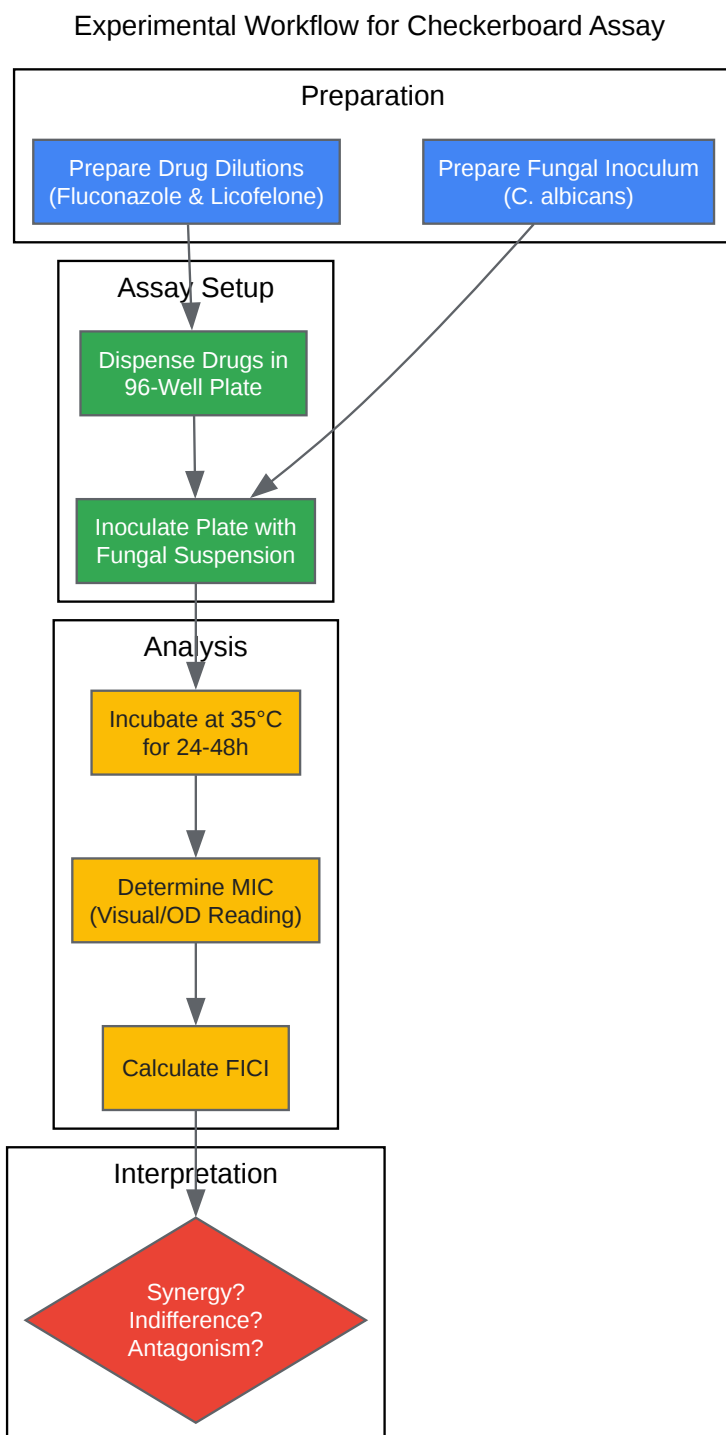 Experimental Workflow for Checkerboard Assay
Preparation
Prepare Drug Dilutions
(Fluconazole & Licofelone)
Prepare Fungal Inoculum
(C. albicans)
Assay Setup
Dispense Drugs in
96-Well Plate
Inoculate Plate with
Fungal Suspension
Analysis
Incubate at 35°C
for 24-48h
Determine MIC
(Visual/OD Reading)
Calculate FICI
Interpretation
Synergy?
Indifference?
Antagonism?